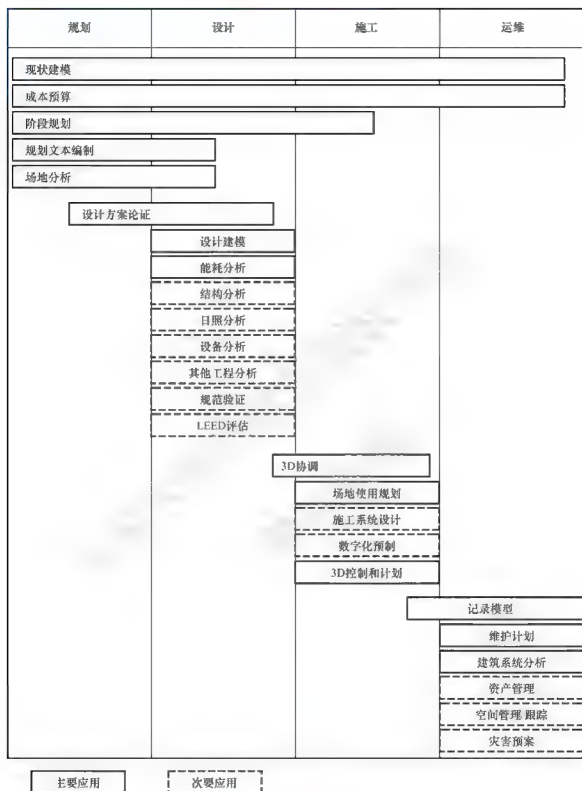 规划 设计 施工 运维
现状建模
成本预算
阶段规划
规划文本编制
场地分析
设计方案论证
设计建模
能耗分析
结构分析
日照分析
设备分析
其他工程分析
规范验证
LEED评估
3D协调
场地使用规划
施工系统设计
数字化预制
3D控制和计划
记录模型
维护计划
建筑系统分析
资产管理
空间管理/跟踪
灾害预案
主要应用 次要应用